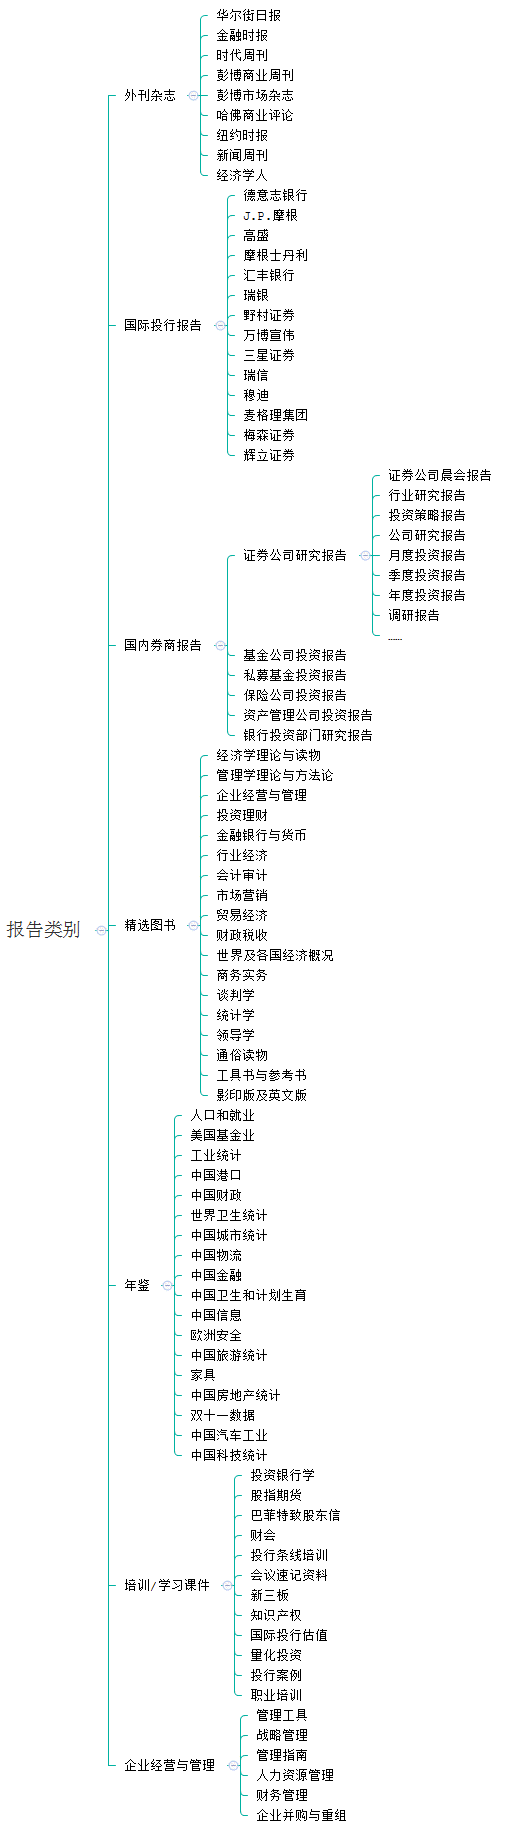 报告类别
外刊杂志
华尔街日报
金融时报
时代周刊
彭博商业周刊
彭博市场杂志
哈佛商业评论
纽约时报
新闻周刊
经济学人
国际投行报告
德意志银行
J.P.摩根
高盛
摩根士丹利
汇丰银行
瑞银
野村证券
万博宣伟
三星证券
瑞信
穆迪
麦格理集团
梅森证券
辉立证券
国内券商报告
证券公司研究报告
证券公司晨会报告
行业研究报告
投资策略报告
公司研究报告
月度投资报告
季度投资报告
年度投资报告
调研报告
……
基金公司投资报告
私募基金投资报告
保险公司投资报告
资产管理公司投资报告
银行投资部门研究报告
精选图书
经济学理论与读物
管理学理论与方法论
企业经营与管理
投资理财
金融银行与货币
行业经济
会计审计
市场营销
贸易经济
财政税收
世界及各国经济概况
商务实务
谈判学
统计学
领导学
通俗读物
工具书与参考书
影印版及英文版
年鉴
人口和就业
美国基金业
工业统计
中国港口
中国财政
世界卫生统计
中国城市统计
中国物流
中国金融
中国卫生和计划生育
中国信息
欧洲安全
中国旅游统计
家具
中国房地产统计
双十一数据
中国汽车工业
中国科技统计
培训/学习课件
投资银行学
股指期货
巴菲特致股东信
财会
投行条线培训
会议速记资料
新三板
知识产权
国际投行估值
量化投资
投行案例
职业培训
企业经营与管理
管理工具
战略管理
管理指南
人力资源管理
财务管理
企业并购与重组